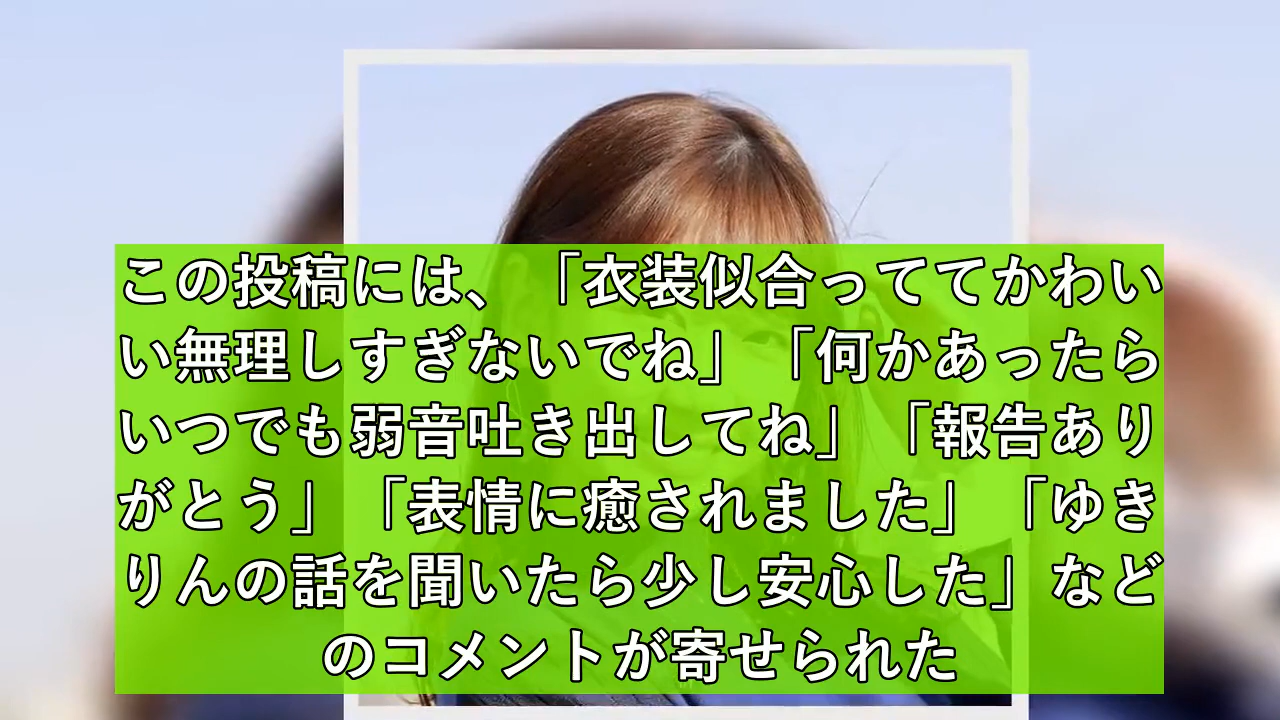 この投稿には、「衣装似合っててかわい
い無理しすぎないでね」「何かあったら
いつでも弱音吐き出してね」「報告あり
がとう」「表情に癒されました」「ゆき
りんの話を聞いたら少し安心した」など
のコメントが寄せられた